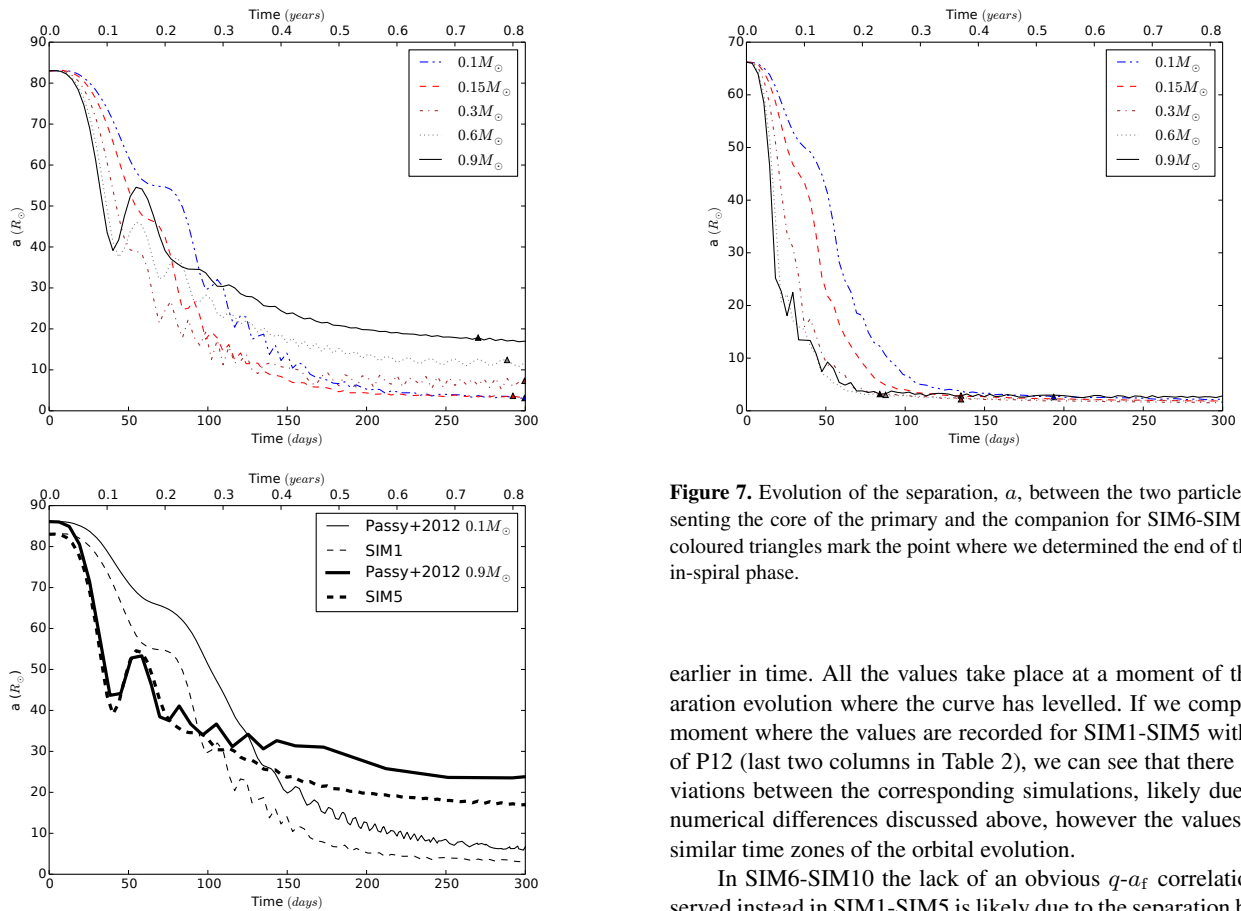 Time (years)
0.0 0.1 0.2 0.3 0.4 0.5 0.6 0.7 0.8
90
80
70
60
50
40
30
20
10
0
a (R⊙)
0.1M⊙
0.15M⊙
0.3M⊙
0.6M⊙
0.9M⊙
0 50 100 150 200 250 300
Time (days)
Time (years)
0.0 0.1 0.2 0.3 0.4 0.5 0.6 0.7 0.8
90
80
70
60
50
40
30
20
10
0
a (R⊙)
Passy+2012 0.1M⊙
SIM1
Passy+2012 0.9M⊙
SIM5
0 50 100 150 200 250 300
Time (days)
Time (years)
0.0 0.1 0.2 0.3 0.4 0.5 0.6 0.7 0.8
70
60
50
40
30
20
10
0
a (R⊙)
0.1M⊙
0.15M⊙
0.3M⊙
0.6M⊙
0.9M⊙
0 50 100 150 200 250 300
Time (days)
Figure 7. Evolution of the separation, a, between the two particle
senting the core of the primary and the companion for SIM6-SIM
coloured triangles mark the point where we determined the end of th
in-spiral phase.
earlier in time. All the values take place at a moment of th
aration evolution where the curve has levelled. If we comp
moment where the values are recorded for SIM1-SIM5 with
of P12 (last two columns in Table 2), we can see that there
viations between the corresponding simulations, likely due
numerical differences discussed above, however the values
similar time zones of the orbital evolution.
In SIM6-SIM10 the lack of an obvious q-af correlatio
served instead in SIM1-SIM5 is likely due to the separation b